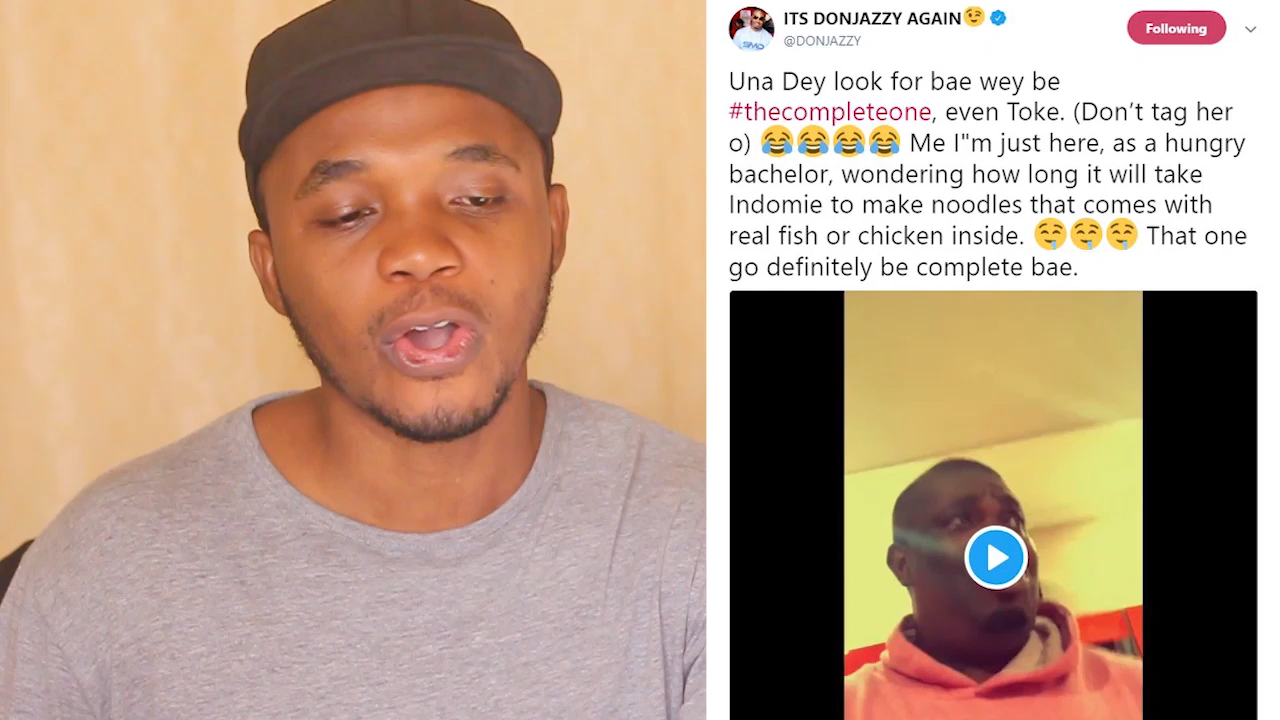 ITS DONJAZZY AGAIN😉
@DONJAZZY
Following
Una Dey look for bae wey be
#thecompleteone, even Toke. (Don’t tag her
o) 😂😂😂😂 Me I"m just here, as a hungry
bachelor, wondering how long it will take
Indomie to make noodles that comes with
real fish or chicken inside. 🤤🤤🤤 That one
go definitely be complete bae.